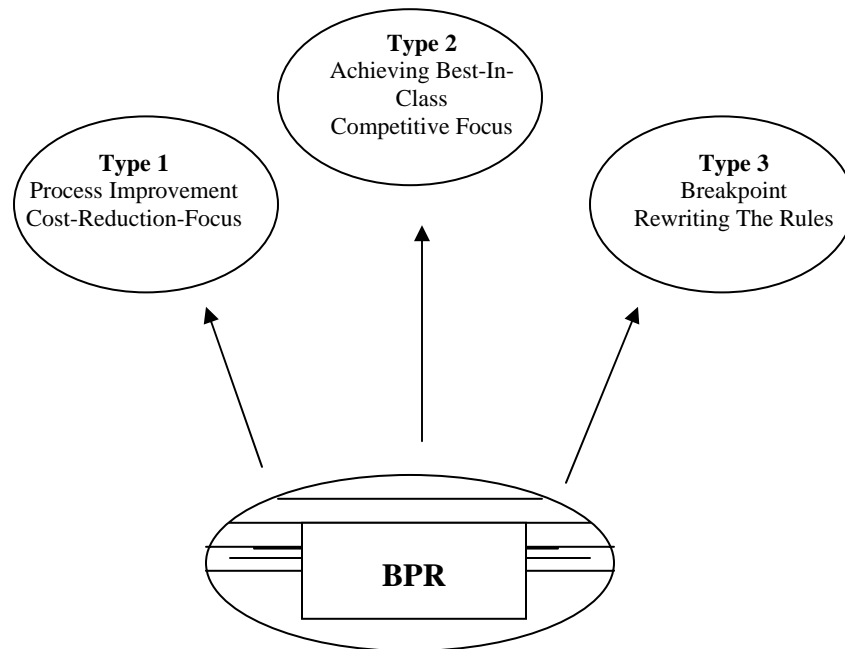 Type 1
Process Improvement
Cost-Reduction-Focus
Type 2
Achieving Best-In-
Class
Competitive Focus
Type 3
Breakpoint
Rewriting The Rules
BPR